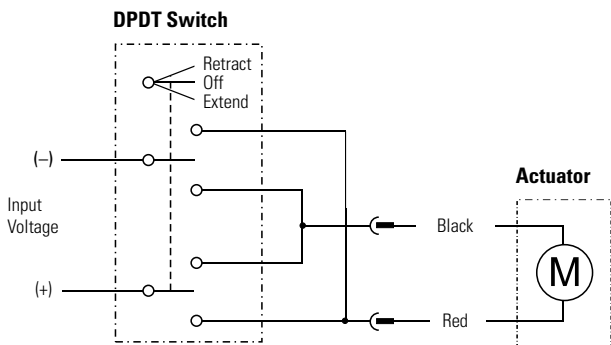 DPDT Switch
Retract
Off
Extend
(–)
Input
Voltage
(+)
Actuator
Black
M
Red